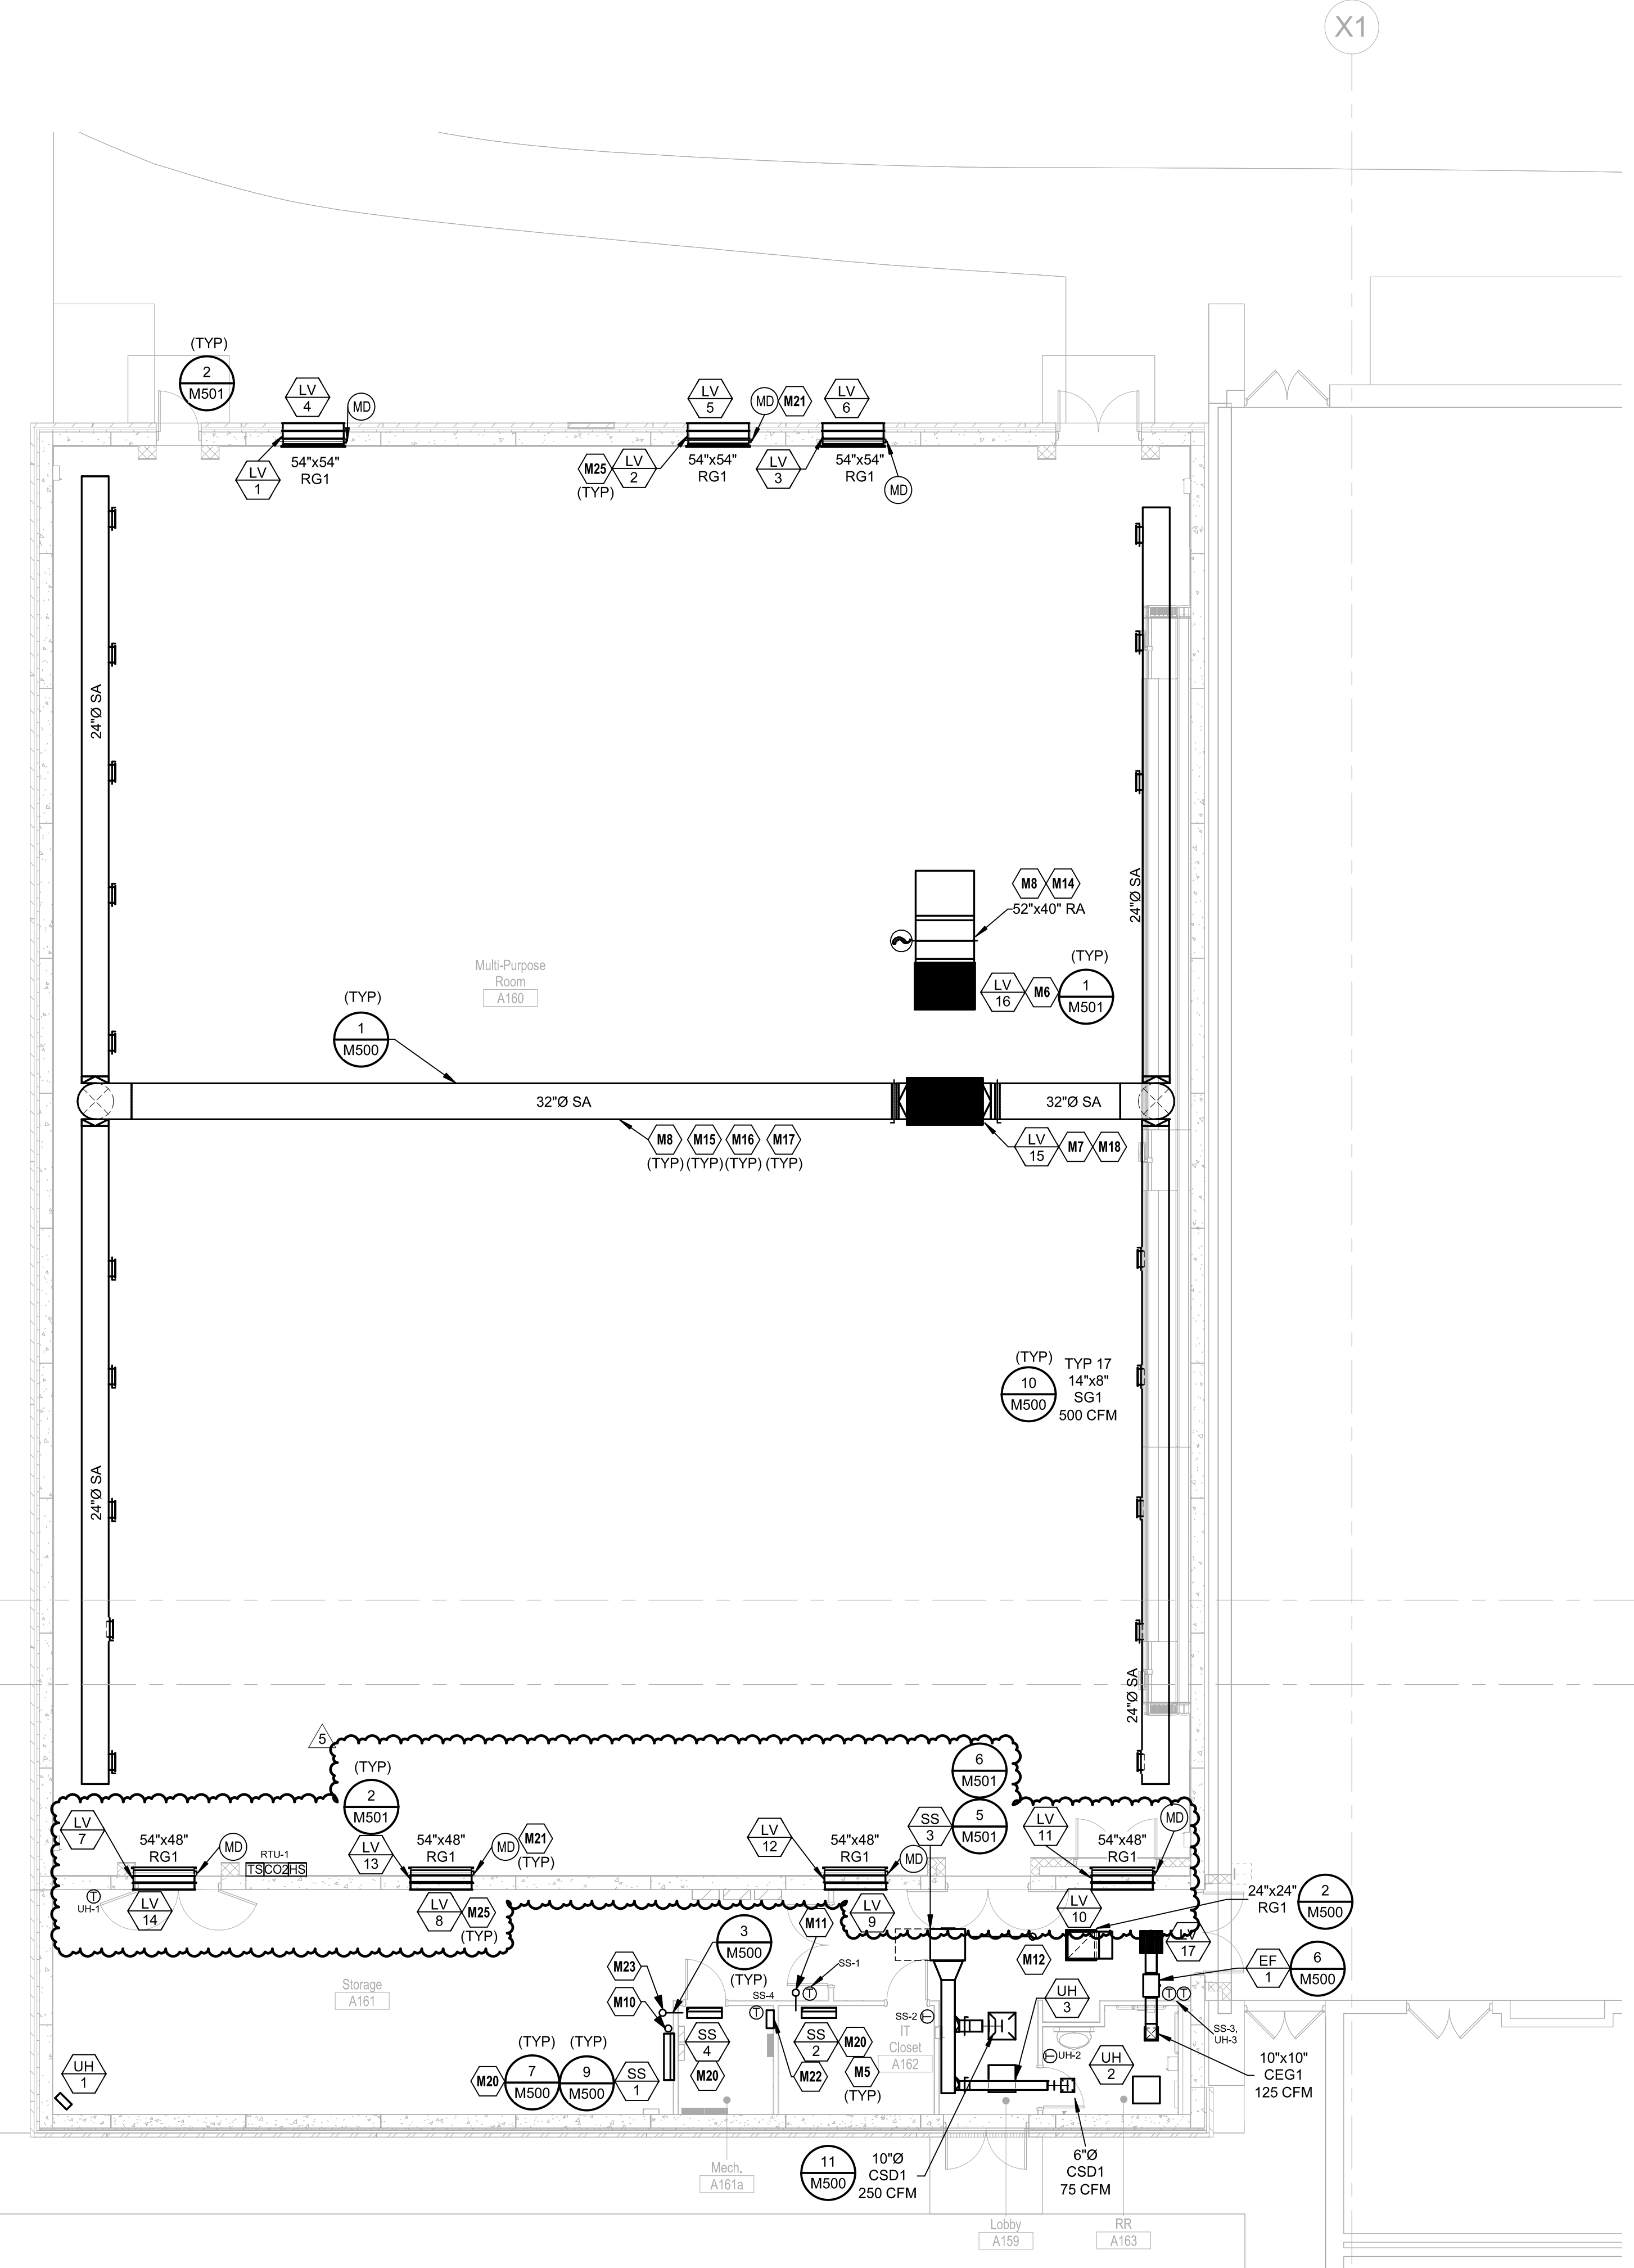 X1
(TYP)
2
M501
LV
4
MD
LV
5
MD
M21
LV
6
LV
1
54"x54"
RG1
M25
(TYP)
LV
2
54"x54"
RG1
LV
3
54"x54"
RG1
MD
24"Ø SA
24"Ø SA
M8
M14
52"x40" RA
Multi-Purpose
Room
A160
LV
16
M6
(TYP)
1
M501
(TYP)
1
M500
32"Ø SA
32"Ø SA
M8
(TYP)
M15
(TYP)
M16
(TYP)
M17
(TYP)
LV
15
M7
M18
(TYP)
10
M500
TYP 17
14"x8"
SG1
500 CFM
24"Ø SA
24"Ø SA
5
(TYP)
2
M501
6
M501
5
M501
LV
7
54"x48"
RG1
MD
RTU-1
TS
CO2
HS
LV
13
54"x48"
RG1
MD
M21
(TYP)
LV
12
54"x48"
RG1
MD
SS
3
LV
11
54"x48"
RG1
MD
UH-1
T
LV
14
LV
8
M25
(TYP)
LV
9
LV
10
LV
17
24"x24"
RG1
2
M500
M11
M12
3
M500
(TYP)
SS-1
T
EF
1
6
M500
M23
M10
Storage
A161
SS-4
T
SS-2
T
IT
Closet
A162
UH
3
T
T
SS-3,
UH-3
SS
4
M20
SS
2
M20
M5
(TYP)
M22
T
UH-2
UH
2
10"x10"
CEG1
125 CFM
UH
1
M20
(TYP)
7
M500
(TYP)
9
M500
SS
1
11
M500
10"Ø
CSD1
250 CFM
6"Ø
CSD1
75 CFM
Mech.
A161a
Lobby
A159
RR
A163